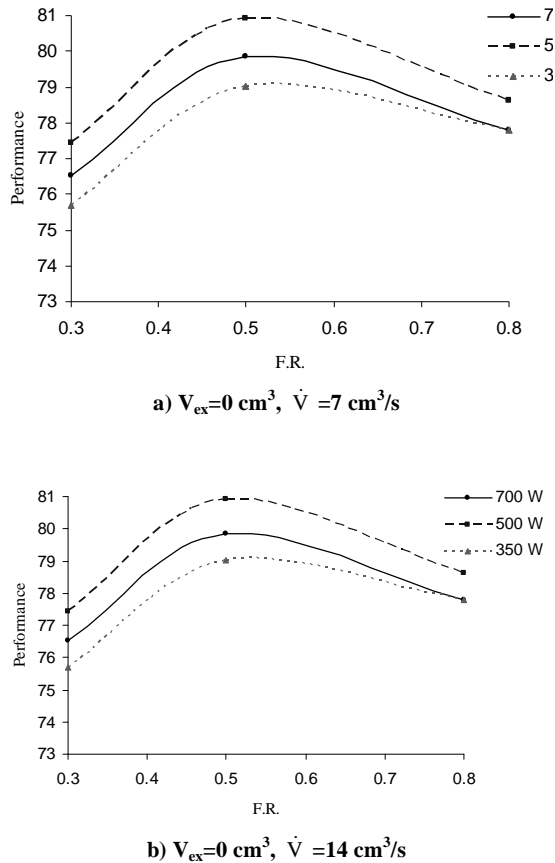 81
80
79
78
77
76
75
74
73
Performance
0.3 0.4 0.5 0.6 0.7 0.8
F.R.
7
5
3
a) Vex=0 cm³, V̇ =7 cm³/s
81
80
79
78
77
76
75
74
73
Performance
0.3 0.4 0.5 0.6 0.7 0.8
F.R.
700 W
500 W
350 W
b) Vex=0 cm³, V̇ =14 cm³/s